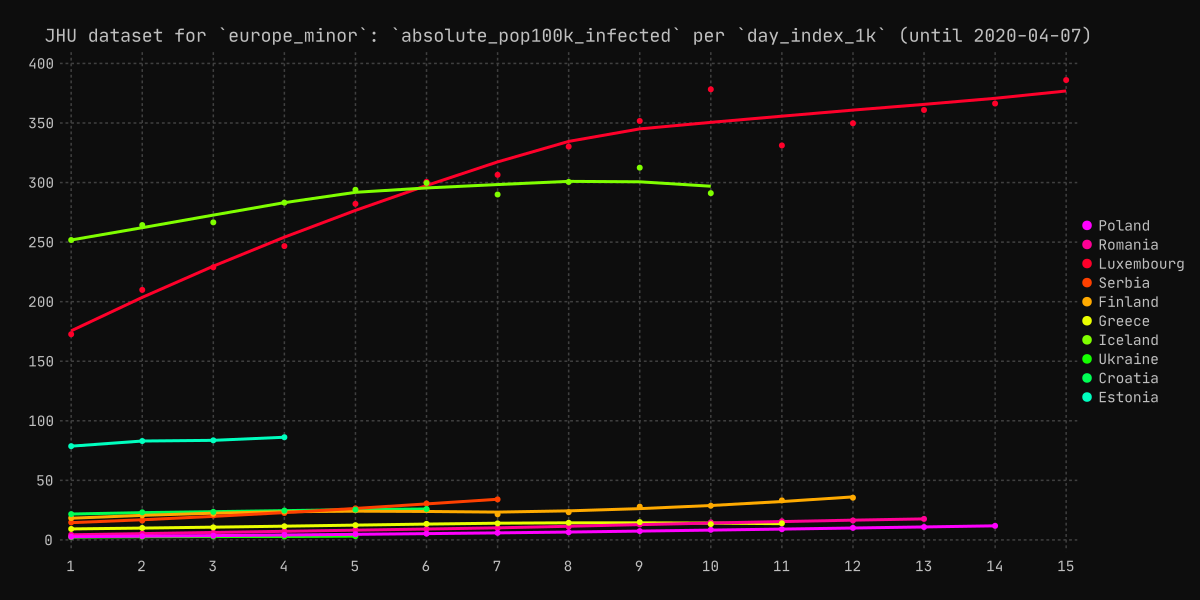 JHU dataset for `europe_minor`: `absolute_pop100k_infected` per `day_index_1k` (until 2020-04-07)
400
350
300
250
200
150
100
50
0
1 2 3 4 5 6 7 8 9 10 11 12 13 14 15
Poland
Romania
Luxembourg
Serbia
Finland
Greece
Iceland
Ukraine
Croatia
Estonia